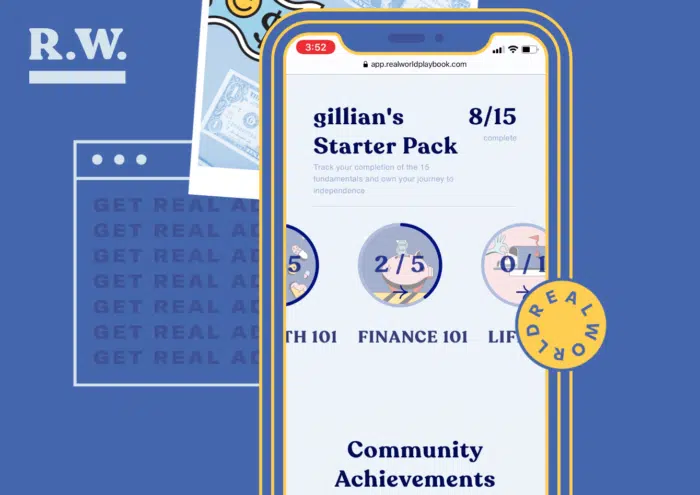 R.W.
GET REAL AD
GET REAL AD
GET REAL AD
GET REAL AD
GET REAL AD
GET REAL AD
GET REAL AD
3:52
app.realworldplaybook.com
gillian's
Starter Pack
8/15
complete
Track your completion of the 15
fundamentals and own your journey to
independence
5
2/5
0/1
TH 101
FINANCE 101
LIF
REALWORLD
Community
Achievements